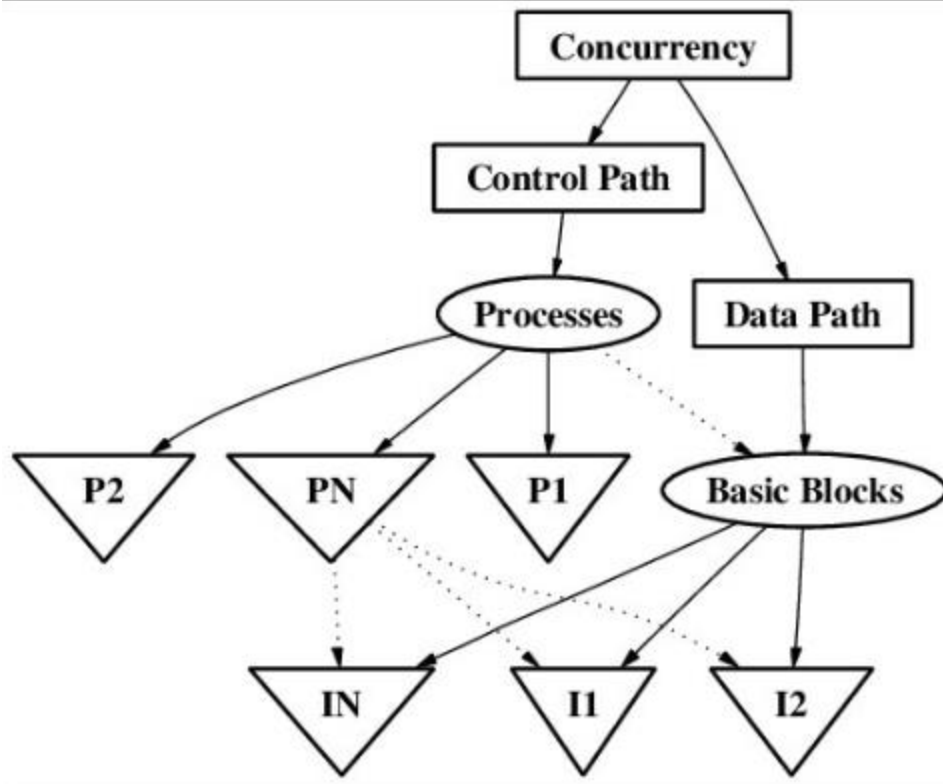 Concurrency
Control Path
Processes
Data Path
P2
PN
P1
Basic Blocks
IN
I1
I2